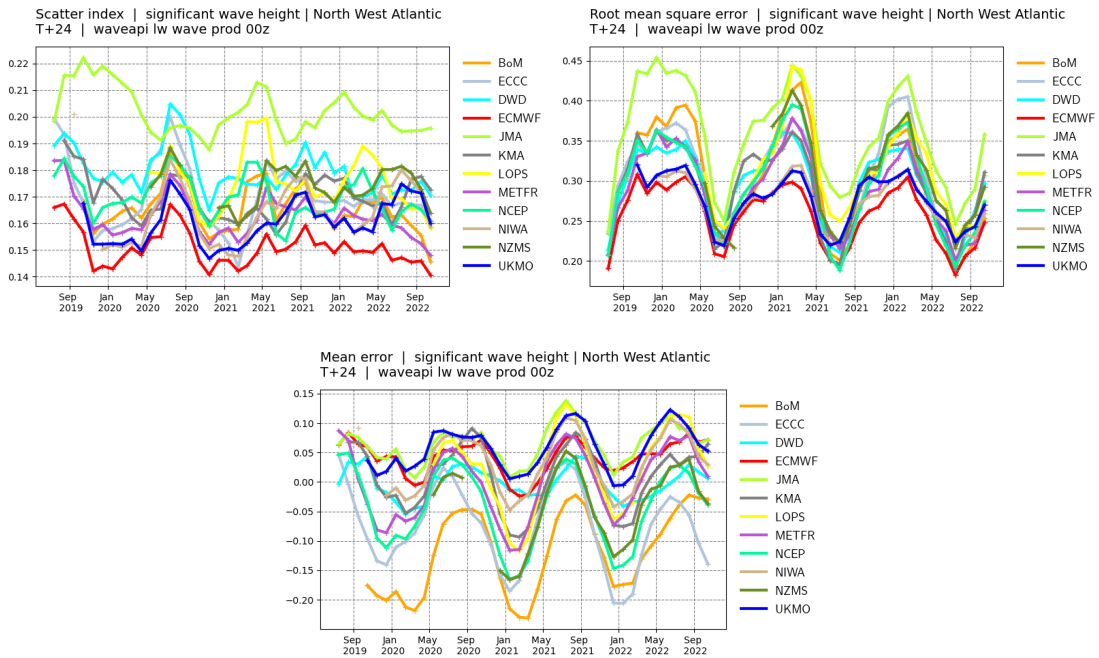 Scatter index | significant wave height | North West Atlantic
T+24 | waveapi lw wave prod 00z
0.22
0.21
0.20
0.19
0.18
0.17
0.16
0.15
0.14
Sep 2019
Jan 2020
May 2020
Sep 2020
Jan 2021
May 2021
Sep 2021
Jan 2022
May 2022
Sep 2022
BoM
ECCC
DWD
ECMWF
JMA
KMA
LOPS
METFR
NCEP
NIWA
NZMS
UKMO
Root mean square error | significant wave height | North West Atlantic
T+24 | waveapi lw wave prod 00z
0.45
0.40
0.35
0.30
0.25
0.20
Sep 2019
Jan 2020
May 2020
Sep 2020
Jan 2021
May 2021
Sep 2021
Jan 2022
May 2022
Sep 2022
BoM
ECCC
DWD
ECMWF
JMA
KMA
LOPS
METFR
NCEP
NIWA
NZMS
UKMO
Mean error | significant wave height | North West Atlantic
T+24 | waveapi lw wave prod 00z
0.15
0.10
0.05
0.00
−0.05
−0.10
−0.15
−0.20
Sep 2019
Jan 2020
May 2020
Sep 2020
Jan 2021
May 2021
Sep 2021
Jan 2022
May 2022
Sep 2022
BoM
ECCC
DWD
ECMWF
JMA
KMA
LOPS
METFR
NCEP
NIWA
NZMS
UKMO